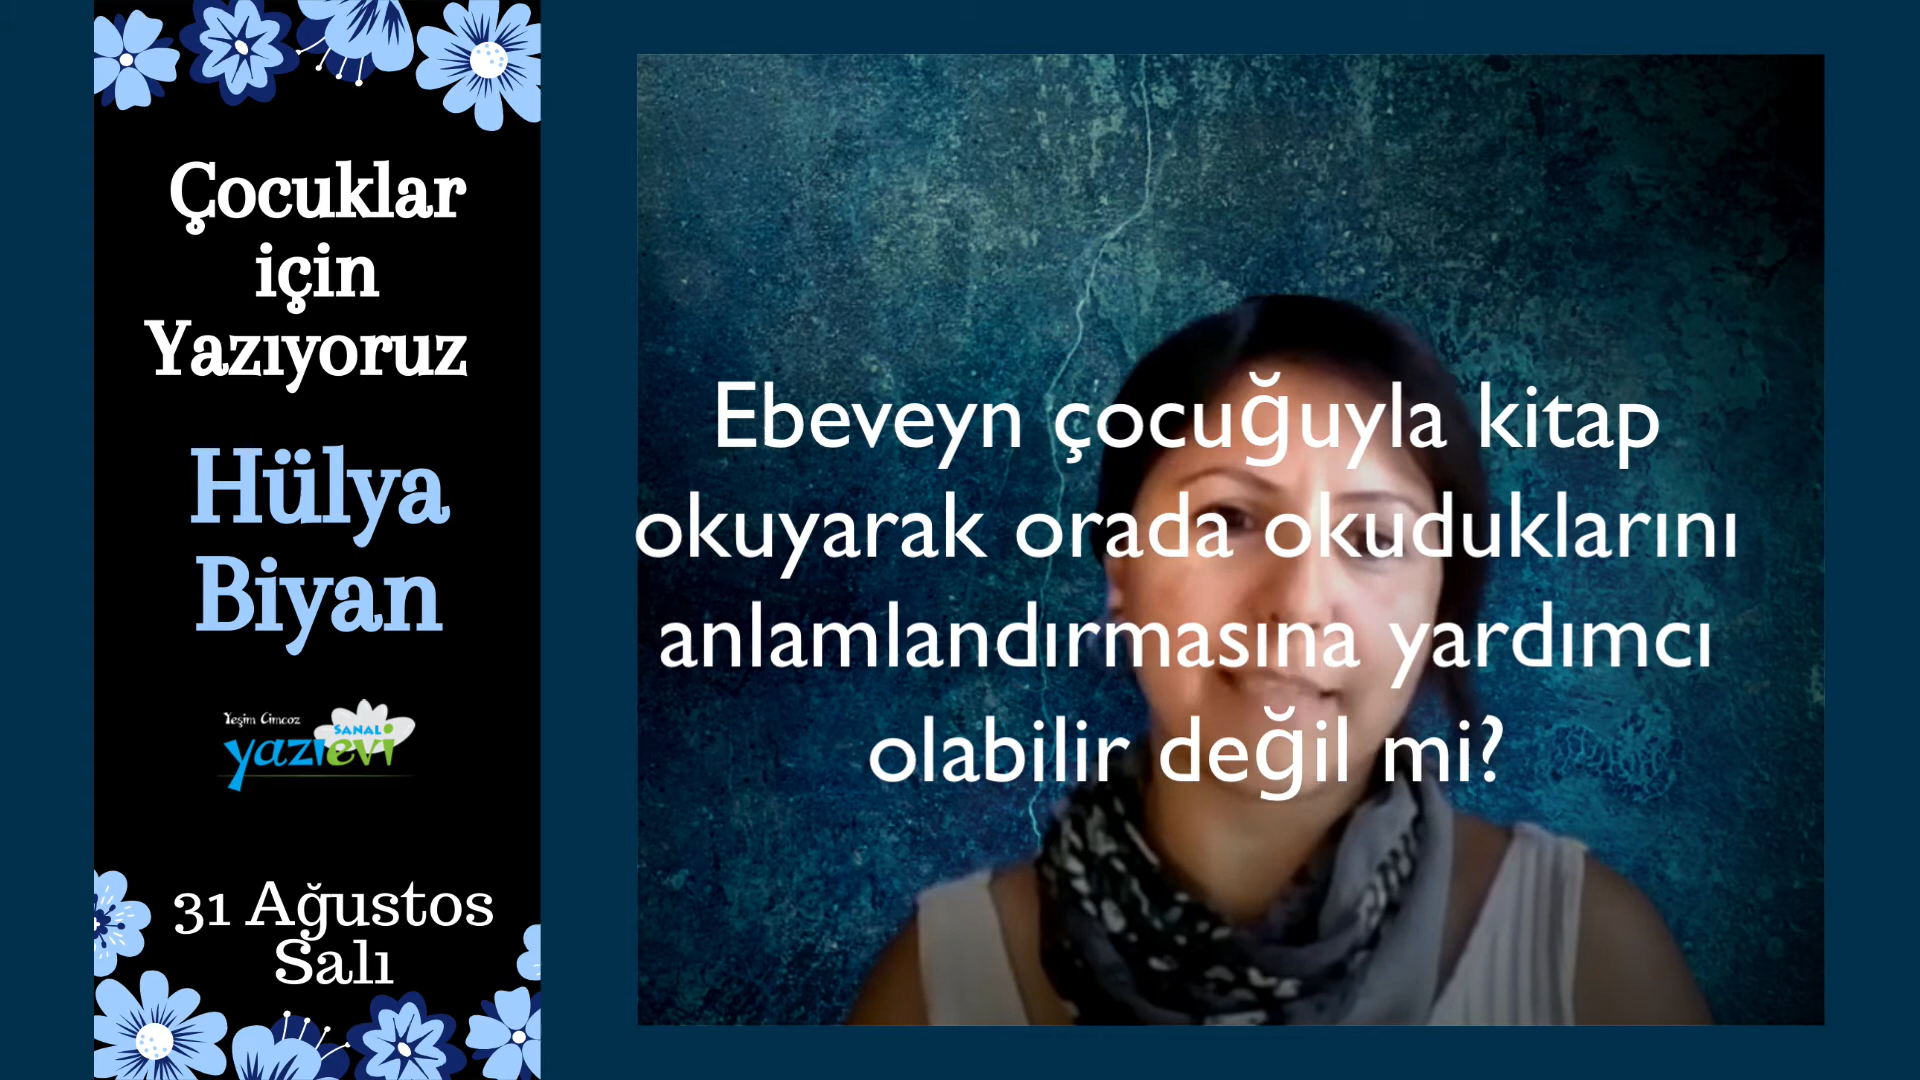 Çocuklar
için
Yazıyoruz
Hülya
Biyan
Yeşim Cimcoz
SANAL
yazıevi
31 Ağustos
Salı
Ebeveyn çocuğuyla kitap
okuyarak orada okuduklarını
anlamlandırmasına yardımcı
olabilir değil mi?